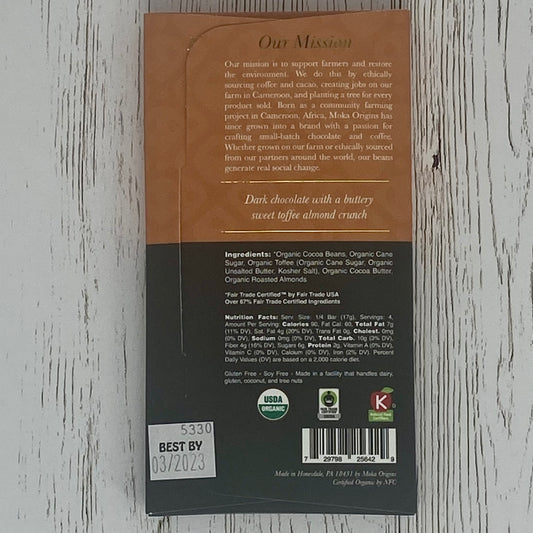 Our Mission
Our mission is to support farmers and restore
the environment. We do this by ethically
sourcing coffee and cacao, creating jobs on our
farm in Cameroon, and planting a tree for every
product sold. Born as a community farming
project in Cameroon, Africa, Moka Origins has
since grown into a brand with a passion for
crafting small-batch chocolate and coffee.
Whether grown on our farm or ethically sourced
from our partners around the world, our beans
generate real social change.
Dark chocolate with a buttery
sweet toffee almond crunch
Ingredients: *Organic Cocoa Beans, Organic Cane
Sugar, Organic Toffee (Organic Cane Sugar, Organic
Unsalted Butter, Kosher Salt), Organic Cocoa Butter,
Organic Roasted Almonds
*Fair Trade Certified™ by Fair Trade USA
Over 67% Fair Trade Certified Ingredients
Nutrition Facts: Serv. Size: 1/4 Bar (17g), Servings: 4,
Amount Per Serving: Calories 90, Fat Cal. 60, Total Fat 7g
(11% DV), Sat. Fat 4g (20% DV), Trans Fat 0g, Cholest. 0mg
(0% DV), Sodium 0mg (0% DV), Total Carb. 10g (3% DV),
Fiber 4g (16% DV), Sugars 6g, Protein 2g, Vitamin A (0% DV),
Vitamin C (0% DV), Calcium (0% DV), Iron (2% DV). Percent
Daily Values (DV) are based on a 2,000 calorie diet.
Gluten Free - Soy Free - Made in a facility that handles dairy,
gluten, coconut, and tree nuts
USDA
ORGANIC
FAIR TRADE
CERTIFIED
K
Natural Food
Certifiers
5330
BEST BY
03/2023
7 29798 25642 9
Made in Honesdale, PA 18431 by Moka Origins
Certified Organic by NFC